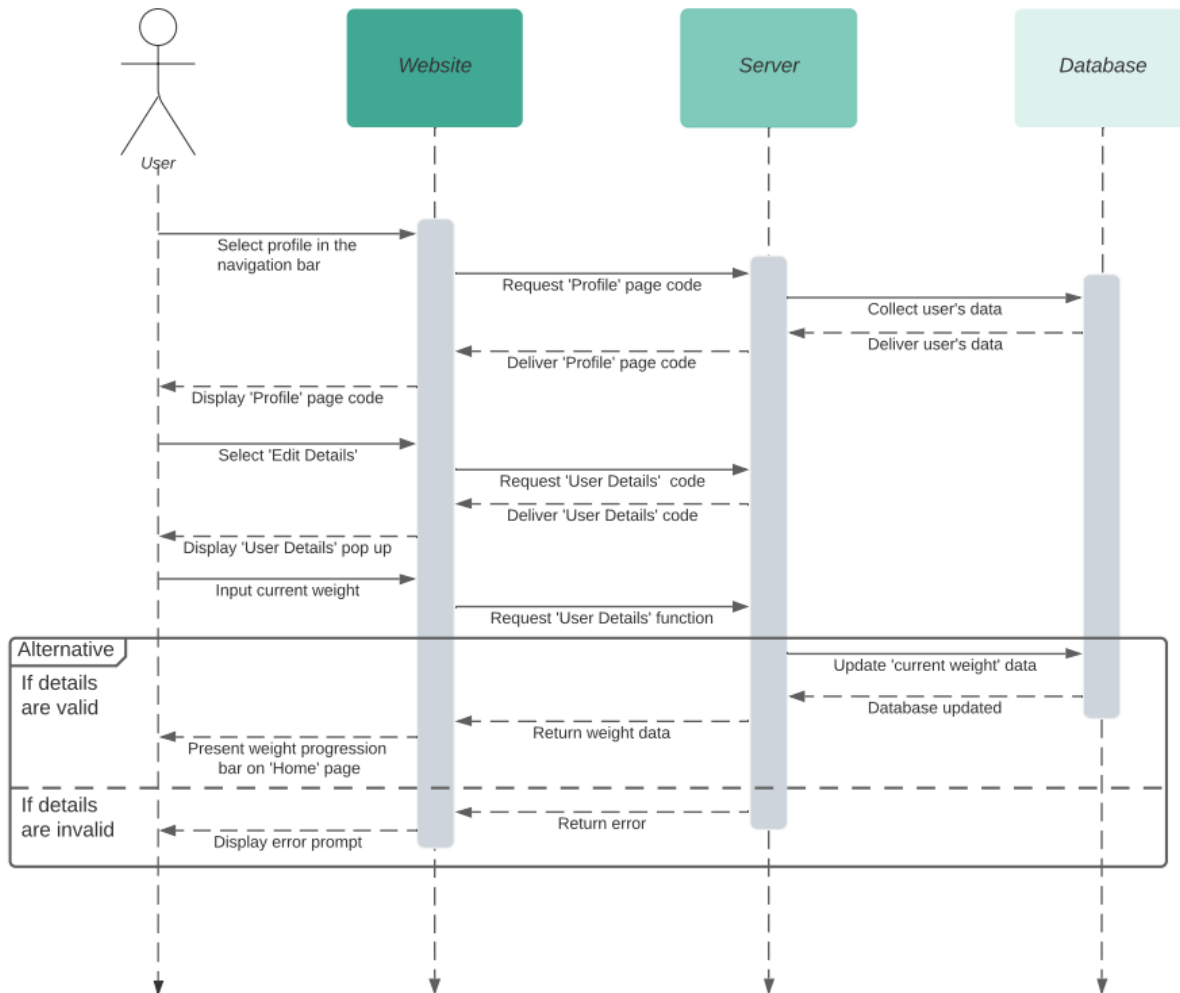 Website
Server
Database
User
Select profile in the
navigation bar
Request 'Profile' page code
Collect user's data
Deliver user's data
Deliver 'Profile' page code
Display 'Profile' page code
Select 'Edit Details'
Request 'User Details'  code
Deliver 'User Details' code
Display 'User Details' pop up
Input current weight
Request 'User Details' function
Alternative
If details
are valid
Update 'current weight' data
Database updated
Return weight data
Present weight progression
bar on 'Home' page
If details
are invalid
Return error
Display error prompt